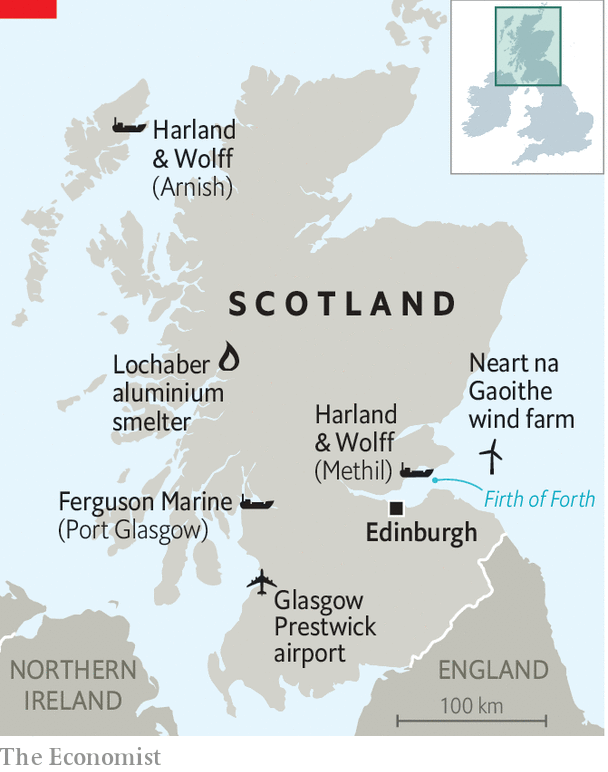 Harland
& Wolff
(Arnish)
SCOTLAND
Lochaber
aluminium
smelter
Neart na
Gaoithe
wind farm
Harland
& Wolff
(Methil)
Firth of Forth
Ferguson Marine
(Port Glasgow)
Edinburgh
Glasgow
Prestwick
airport
NORTHERN
IRELAND
ENGLAND
100 km
The Economist